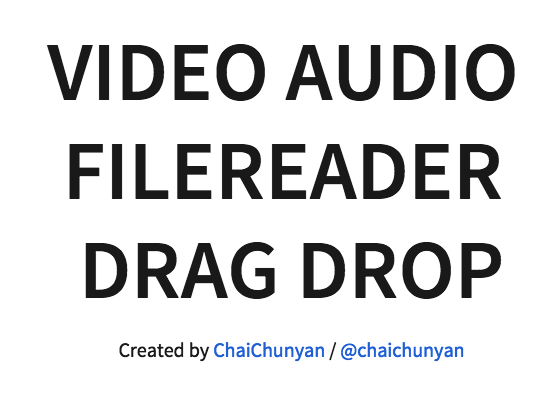 VIDEO AUDIO
FILEREADER
DRAG DROP
Created by ChaiChunyan / @chaichunyan